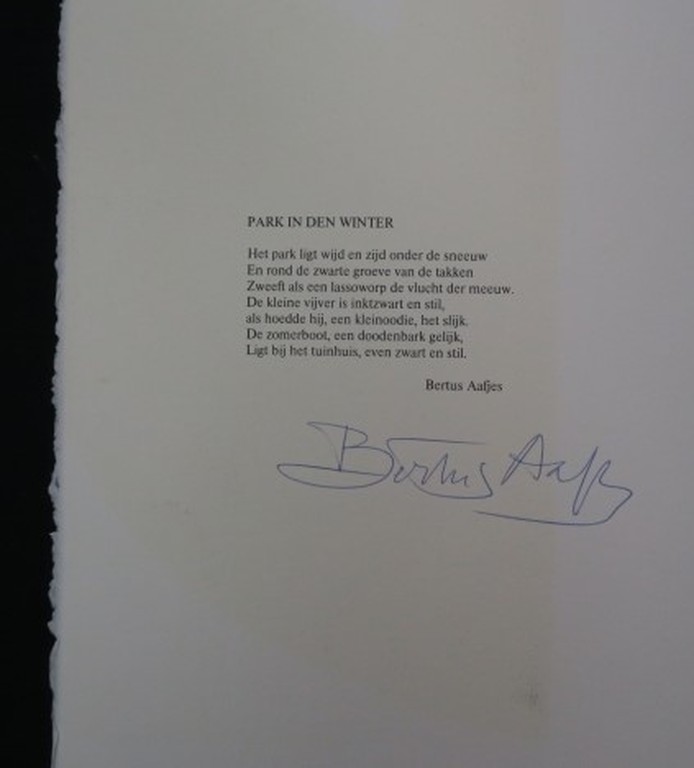 PARK IN DEN WINTER
Het park ligt wijd en zijd onder de sneeuw
En rond de zwarte groeve van de takken
Zweeft als een lassoworp de vlucht der meeuw.
De kleine vijver is inktzwart en stil,
als hoedde hij, een kleinoodie, het slijk.
De zomerboot, een doodenbark gelijk,
Ligt bij het tuinhuis, even zwart en stil.
Bertus Aafjes
Bertus Aafjes